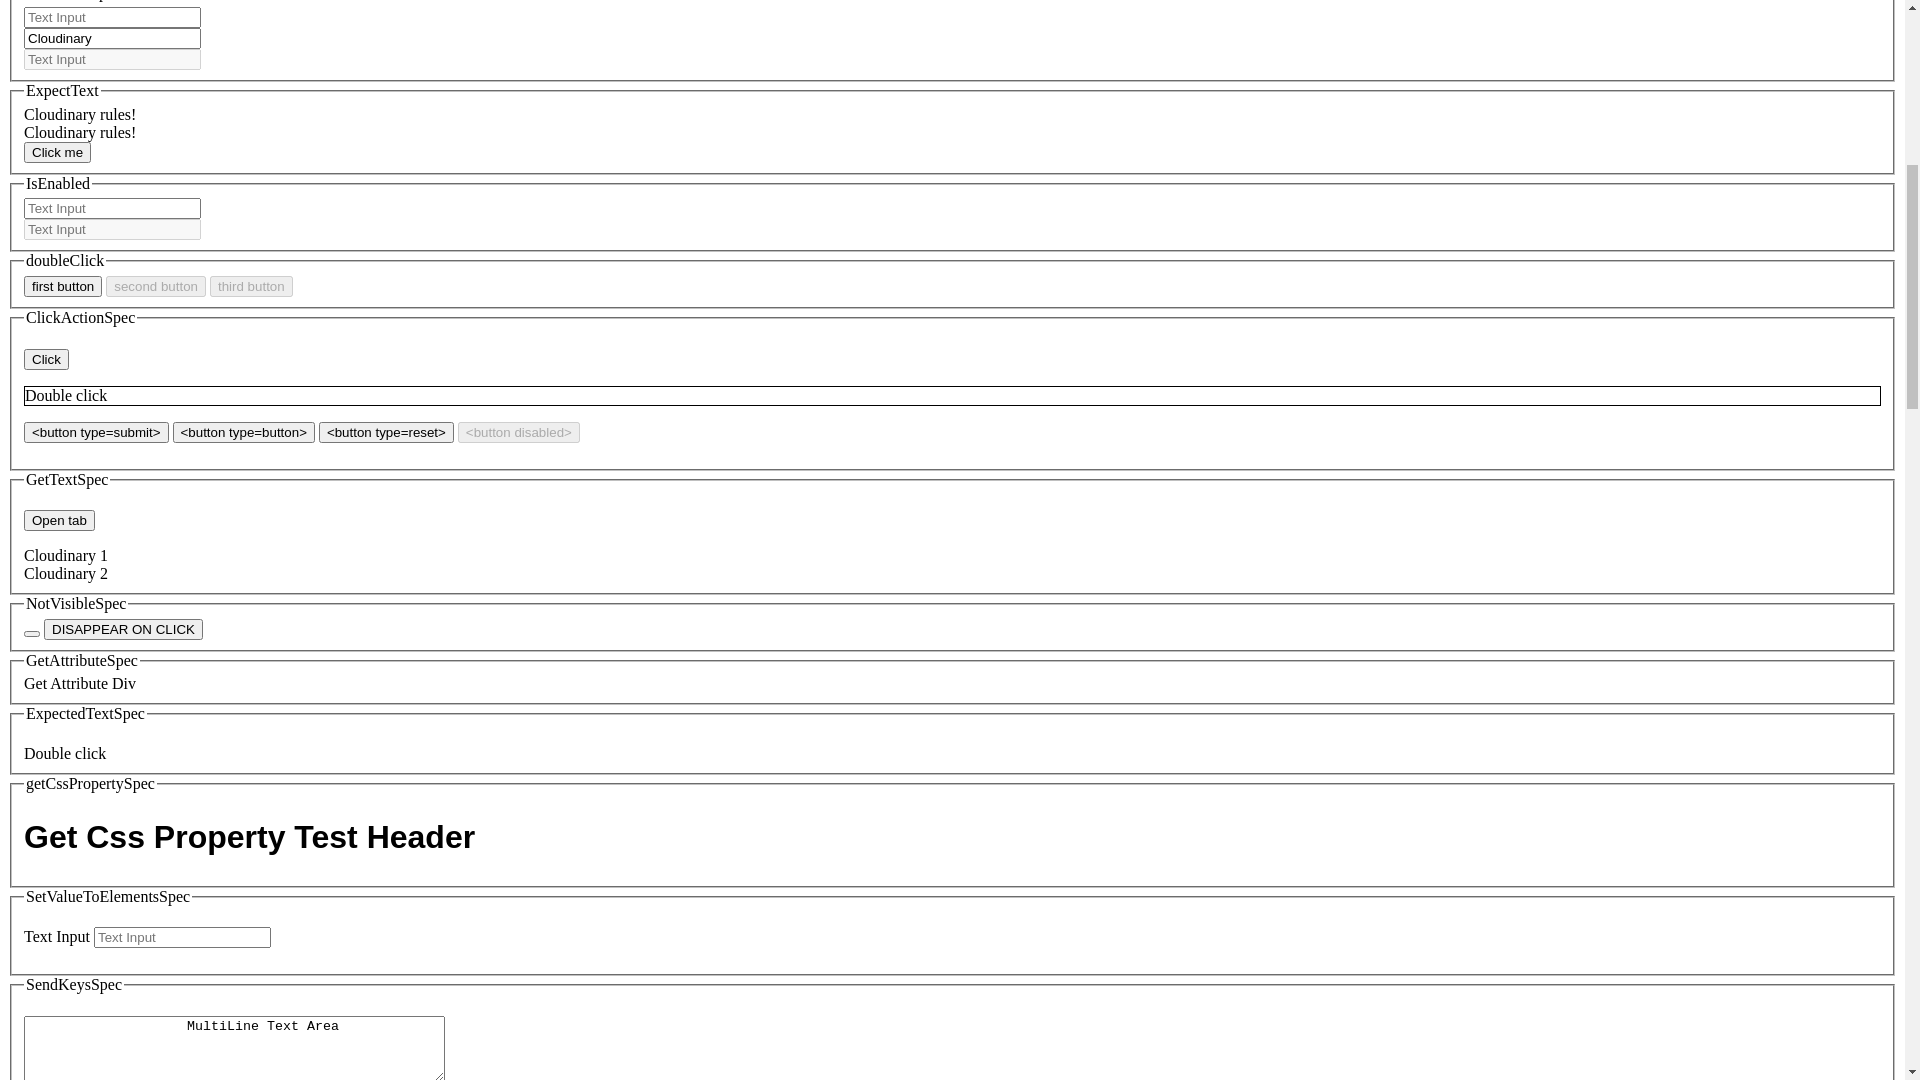 Text Input
Cloudinary
Text Input
ExpectText
Cloudinary rules!
Cloudinary rules!
Click me
IsEnabled
Text Input
Text Input
doubleClick
first button second button third button
ClickActionSpec
Click
Double click
<button type=submit> <button type=button> <button type=reset> <button disabled>
GetTextSpec
Open tab
Cloudinary 1
Cloudinary 2
NotVisibleSpec
DISAPPEAR ON CLICK
GetAttributeSpec
Get Attribute Div
ExpectedTextSpec
Double click
getCssPropertySpec
Get Css Property Test Header
SetValueToElementsSpec
Text Input Text Input
SendKeysSpec
MultiLine Text Area